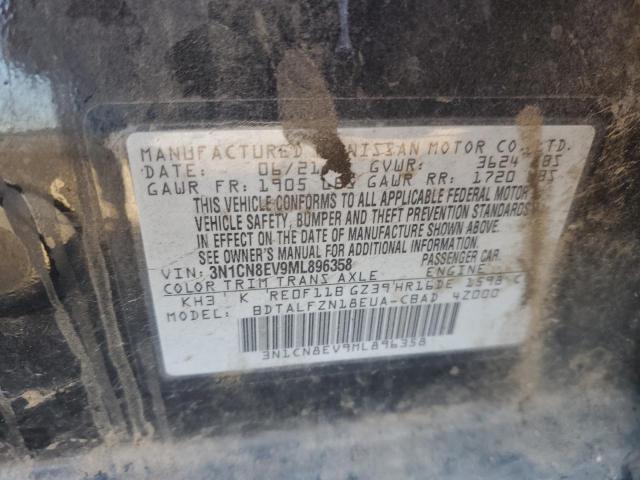 MANUFACTURED NISSAN MOTOR CO.,LTD.
DATE: 06/21 GVWR: 3624 LBS
GAWR FR: 1905 LBS GAWR RR: 1720 LBS
THIS VEHICLE CONFORMS TO ALL APPLICABLE FEDERAL MOTOR
VEHICLE SAFETY, BUMPER AND THEFT PREVENTION STANDARDS
IN EFFECT ON THE DATE OF MANUFACTURE SHOWN ABOVE.
SEE OWNER'S MANUAL FOR ADDITIONAL INFORMATION.
VIN: 3N1CN8EV9ML896358 PASSENGER CAR
COLOR TRIM TRANS AXLE ENGINE
KH3 K RE0F11B GZ39 HR16DE 1598 C
BDTALFZN18EUA-CBAD 4Z000
3N1CN8EV9ML896358